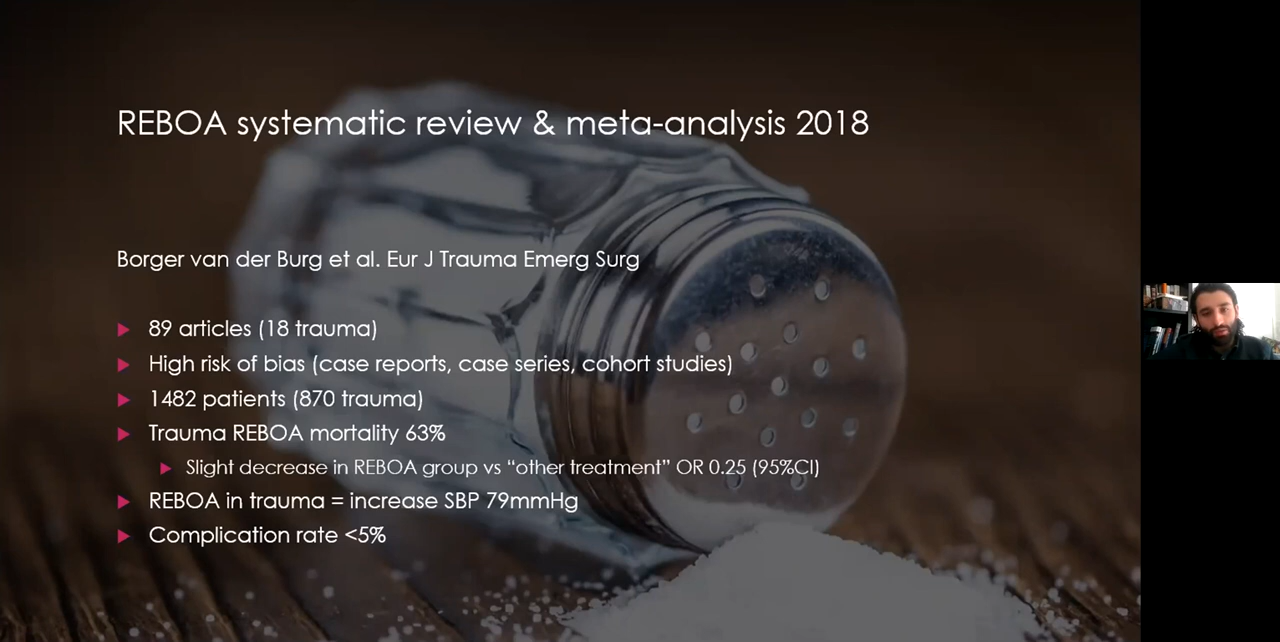 REBOA systematic review & meta-analysis 2018
Borger van der Burg et al. Eur J Trauma Emerg Surg
89 articles (18 trauma)
High risk of bias (case reports, case series, cohort studies)
1482 patients (870 trauma)
Trauma REBOA mortality 63%
Slight decrease in REBOA group vs “other treatment” OR 0.25 (95%CI)
REBOA in trauma = increase SBP 79mmHg
Complication rate <5%